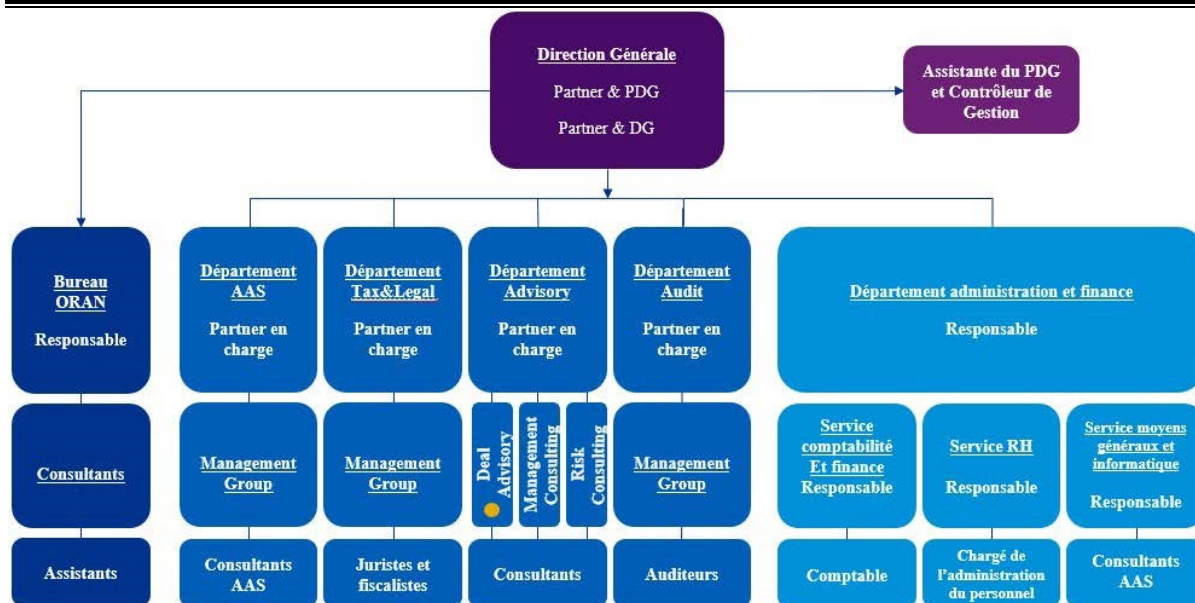 Direction Générale
Partner & PDG
Partner & DG
Assistante du PDG
et Contrôleur de
Gestion
Bureau
ORAN
Responsable
Département
AAS
Partner en
charge
Département
Tax&Legal
Partner en
charge
Département
Advisory
Partner en
charge
Département
Audit
Partner en
charge
Département administration et finance
Responsable
Consultants
Management
Group
Management
Group
Deal
Advisory
Management
Consulting
Risk
Consulting
Management
Group
Service
comptabilité
Et finance
Responsable
Service RH
Responsable
Service moyens
généraux et
informatique
Responsable
Assistants
Consultants
AAS
Juristes et
fiscalistes
Consultants
Auditeurs
Comptable
Chargé de
l'administration
du personnel
Consultants
AAS